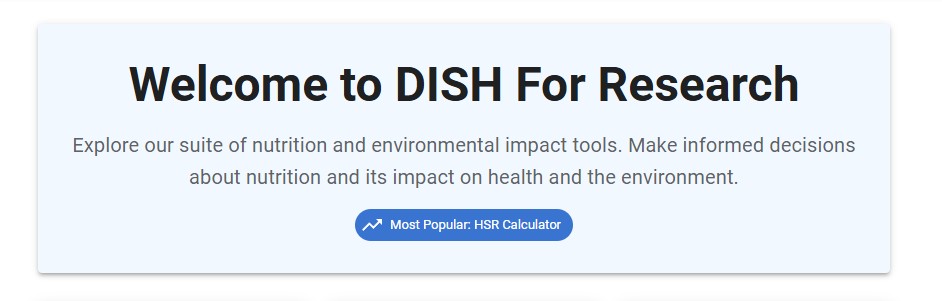 Welcome to DISH For Research
Explore our suite of nutrition and environmental impact tools. Make informed decisions
about nutrition and its impact on health and the environment.
Most Popular: HSR Calculator